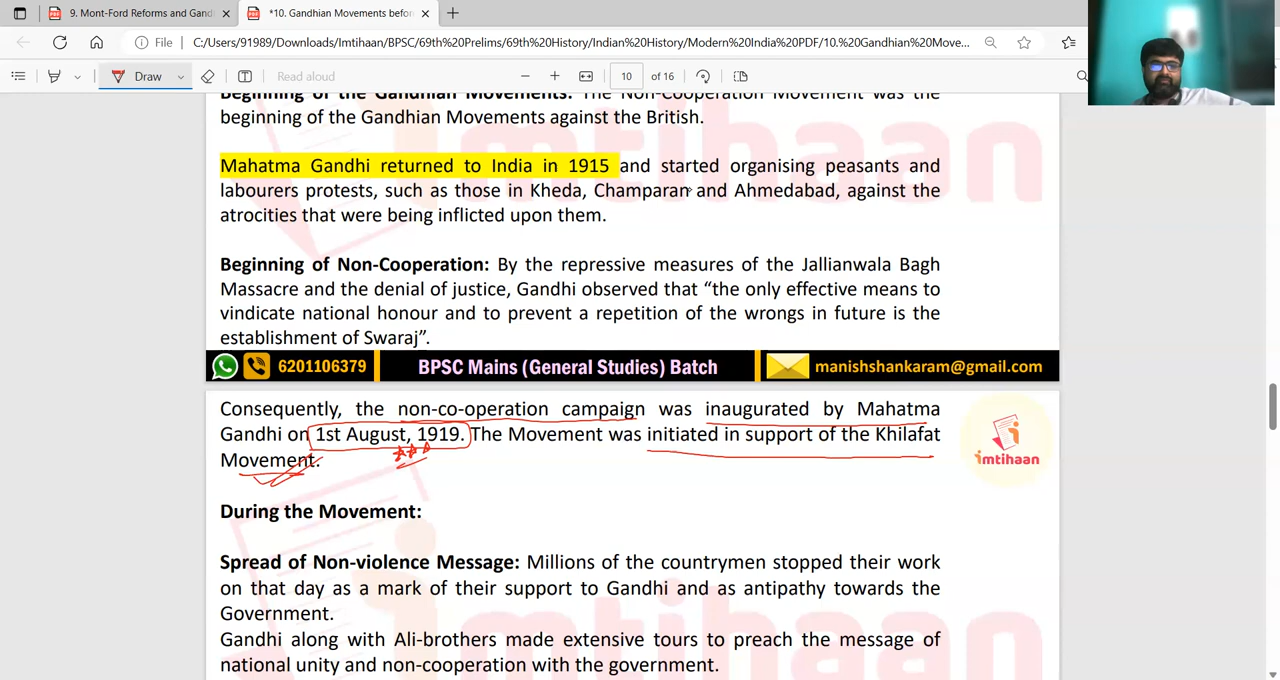 9. Mont-Ford Reforms and Gand
*10. Gandhian Movements befor
File
C:/Users/91989/Downloads/Imtihaan/BPSC/69th%20Prelims/69th%20History/Indian%20History/Modern%20India%20PDF/10.%20Gandhian%20Move...
Draw
Read aloud
10 of 16
Beginning of the Gandhian Movements: The Non-Cooperation Movement was the
beginning of the Gandhian Movements against the British.
Mahatma Gandhi returned to India in 1915 and started organising peasants and
labourers protests, such as those in Kheda, Champaran and Ahmedabad, against the
atrocities that were being inflicted upon them.
Beginning of Non-Cooperation: By the repressive measures of the Jallianwala Bagh
Massacre and the denial of justice, Gandhi observed that “the only effective means to
vindicate national honour and to prevent a repetition of the wrongs in future is the
establishment of Swaraj”.
6201106379 BPSC Mains (General Studies) Batch manishshankaram@gmail.com
Consequently, the non-co-operation campaign was inaugurated by Mahatma
Gandhi on 1st August, 1919. The Movement was initiated in support of the Khilafat
Movement.
imtihaan
During the Movement:
Spread of Non-violence Message: Millions of the countrymen stopped their work
on that day as a mark of their support to Gandhi and as antipathy towards the
Government.
Gandhi along with Ali-brothers made extensive tours to preach the message of
national unity and non-cooperation with the government.
imtihaan